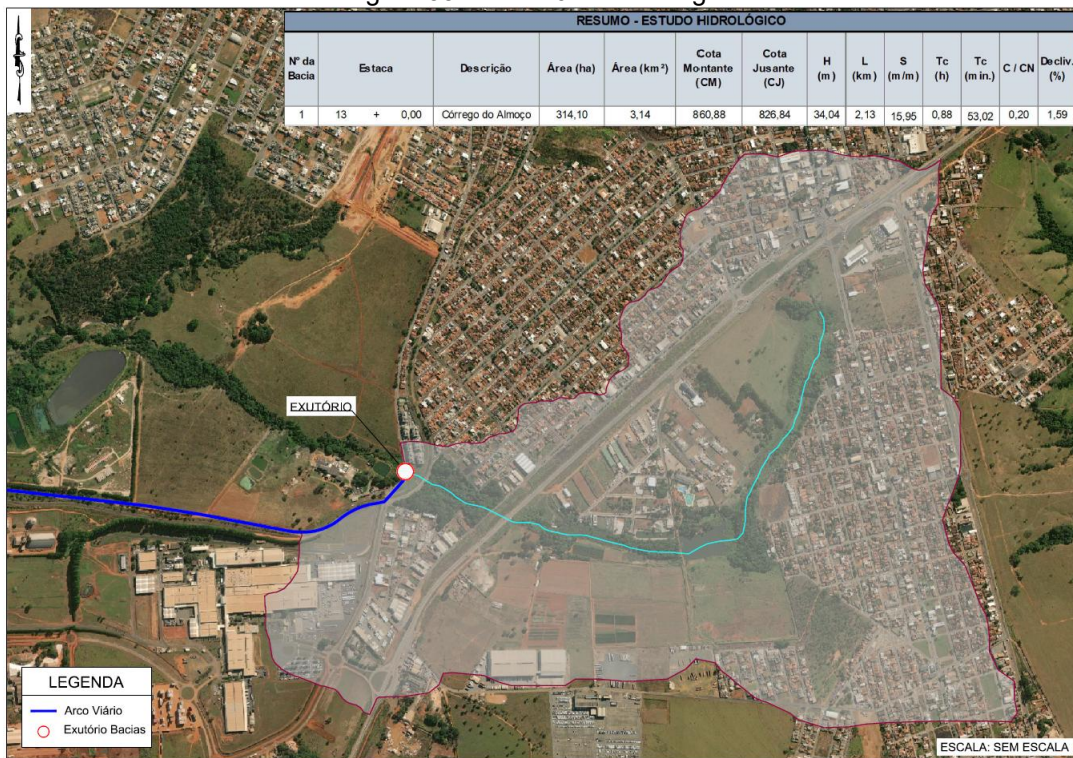 RESUMO - ESTUDO HIDROLÓGICO
Nº da Bacia Estaca Descrição Área (ha) Área (km²) Cota Montante (CM) Cota Jusante (CJ) H (m) L (km) S (m/m) Tc (h) Tc (min.) C / CN Decliv. (%)
1 13 + 0,00 Córrego do Almoço 314,10 3,14 860,88 826,84 34,04 2,13 15,95 0,88 53,02 0,20 1,59
EXUTÓRIO
LEGENDA
Arco Viário
Exutório Bacias
ESCALA: SEM ESCALA